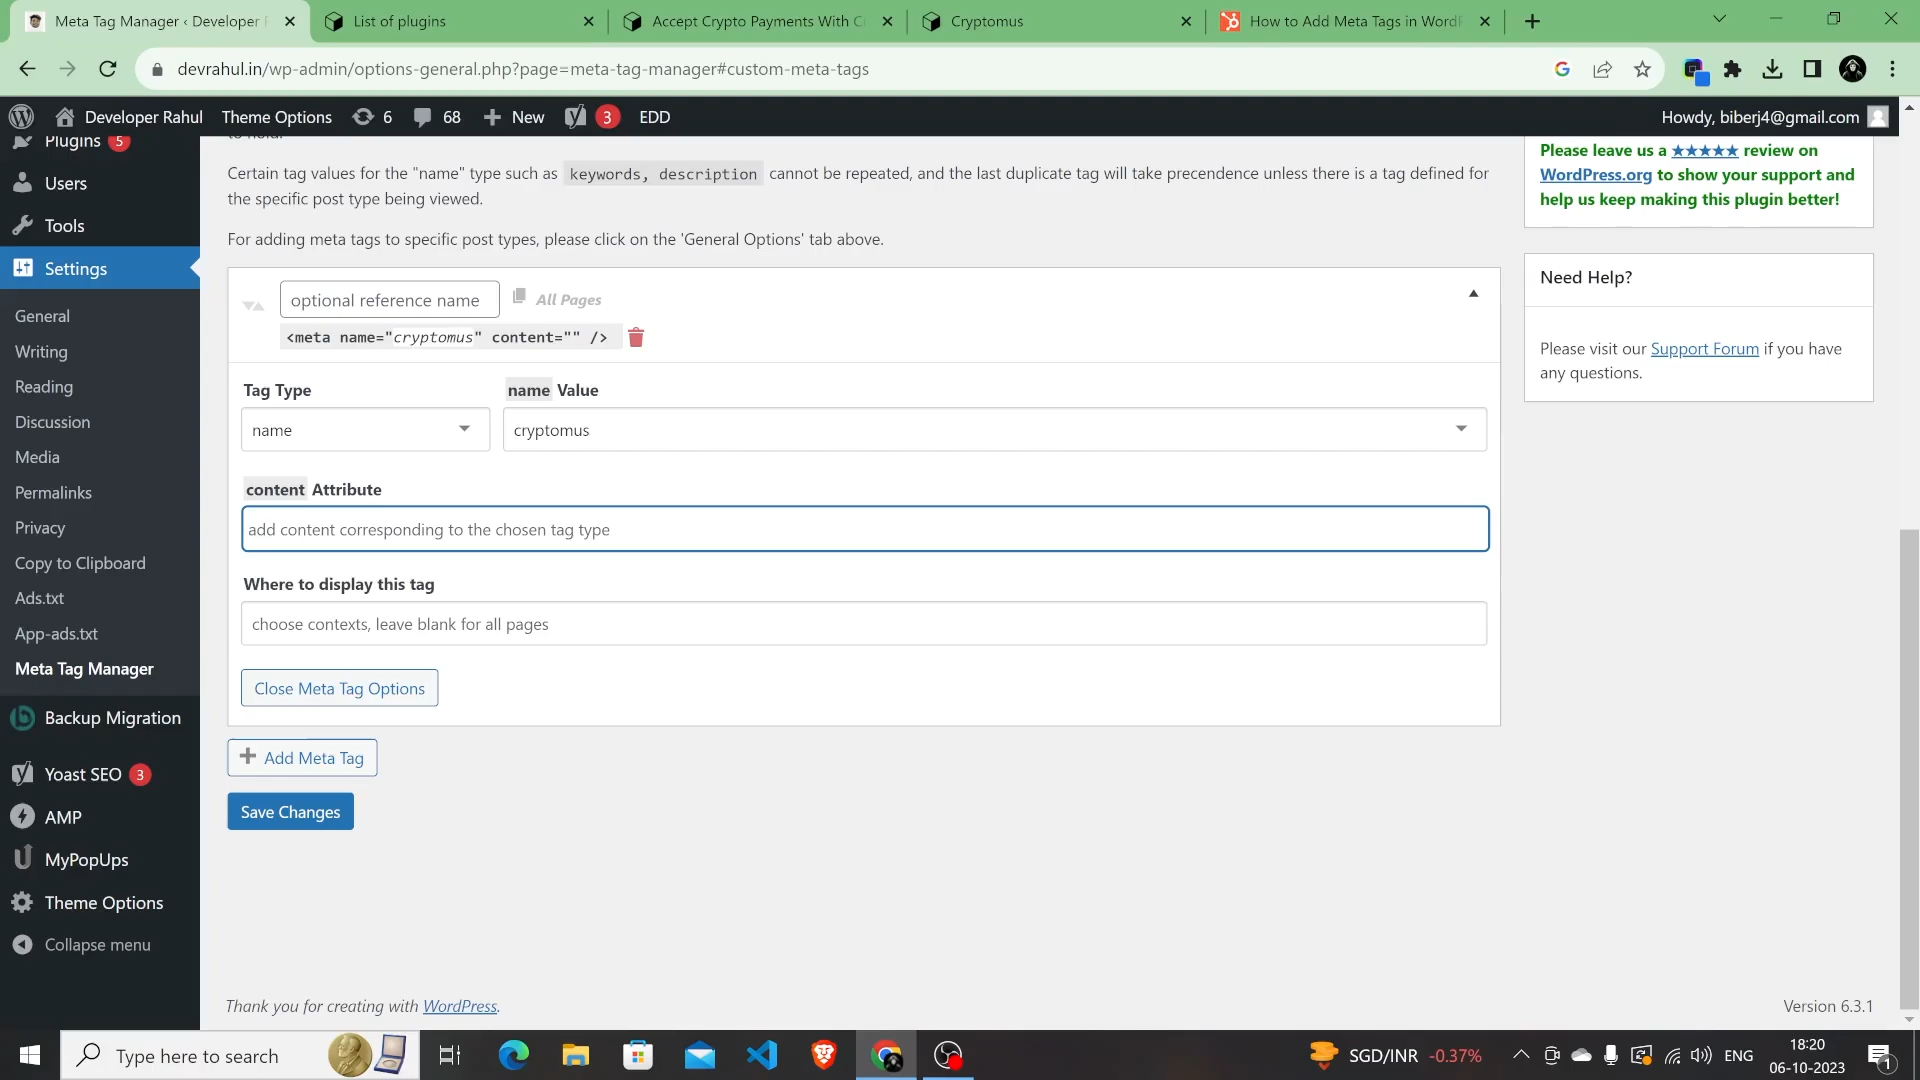 Meta Tag Manager ‹ Developer R
List of plugins
Accept Crypto Payments With C
Cryptomus
How to Add Meta Tags in WordP
devrahul.in/wp-admin/options-general.php?page=meta-tag-manager#custom-meta-tags
Developer Rahul
Theme Options
6
68
New
3
EDD
Howdy, biberj4@gmail.com
Plugins 5
Users
Tools
Settings
General
Writing
Reading
Discussion
Media
Permalinks
Privacy
Copy to Clipboard
Ads.txt
App-ads.txt
Meta Tag Manager
Backup Migration
Yoast SEO 3
AMP
MyPopUps
Theme Options
Collapse menu
to hold.
Certain tag values for the "name" type such as keywords, description cannot be repeated, and the last duplicate tag will take precendence unless there is a tag defined for
the specific post type being viewed.
For adding meta tags to specific post types, please click on the 'General Options' tab above.
optional reference name
All Pages
<meta name="cryptomus" content="" />
Tag Type
name Value
name
cryptomus
content Attribute
add content corresponding to the chosen tag type
Where to display this tag
choose contexts, leave blank for all pages
Close Meta Tag Options
Add Meta Tag
Save Changes
Please leave us a ★★★★★ review on
WordPress.org to show your support and
help us keep making this plugin better!
Need Help?
Please visit our Support Forum if you have
any questions.
Thank you for creating with WordPress.
Version 6.3.1
Type here to search
SGD/INR -0.37%
ENG
18:20
06-10-2023
1